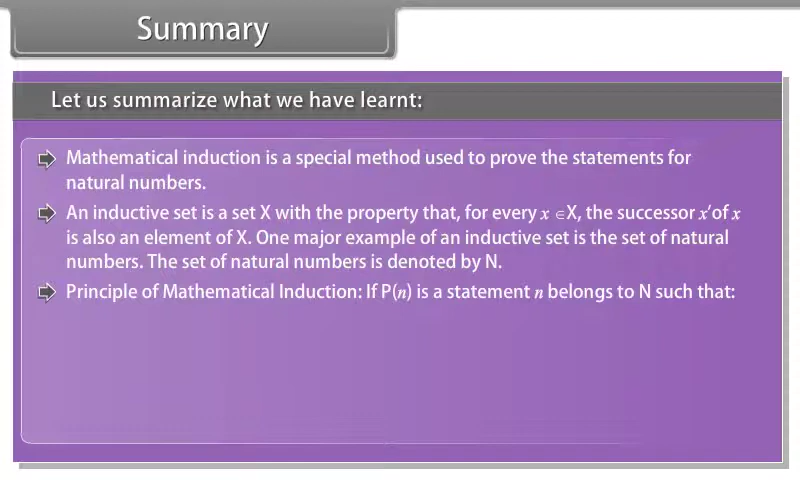 Summary
Let us summarize what we have learnt:
Mathematical induction is a special method used to prove the statements for
natural numbers.
An inductive set is a set X with the property that, for every x ∈X, the successor x′of x
is also an element of X. One major example of an inductive set is the set of natural
numbers. The set of natural numbers is denoted by N.
Principle of Mathematical Induction: If P(n) is a statement n belongs to N such that: